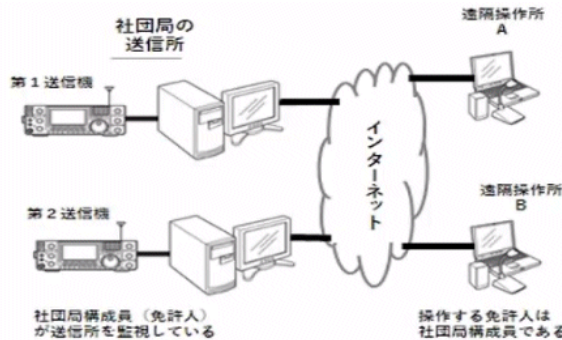 社団局の
送信所
第1送信機
遠隔操作所
A
インターネット
第2送信機
遠隔操作所
B
社団局構成員（免許人）
が送信所を監視している
操作する免許人は
社団局構成員である